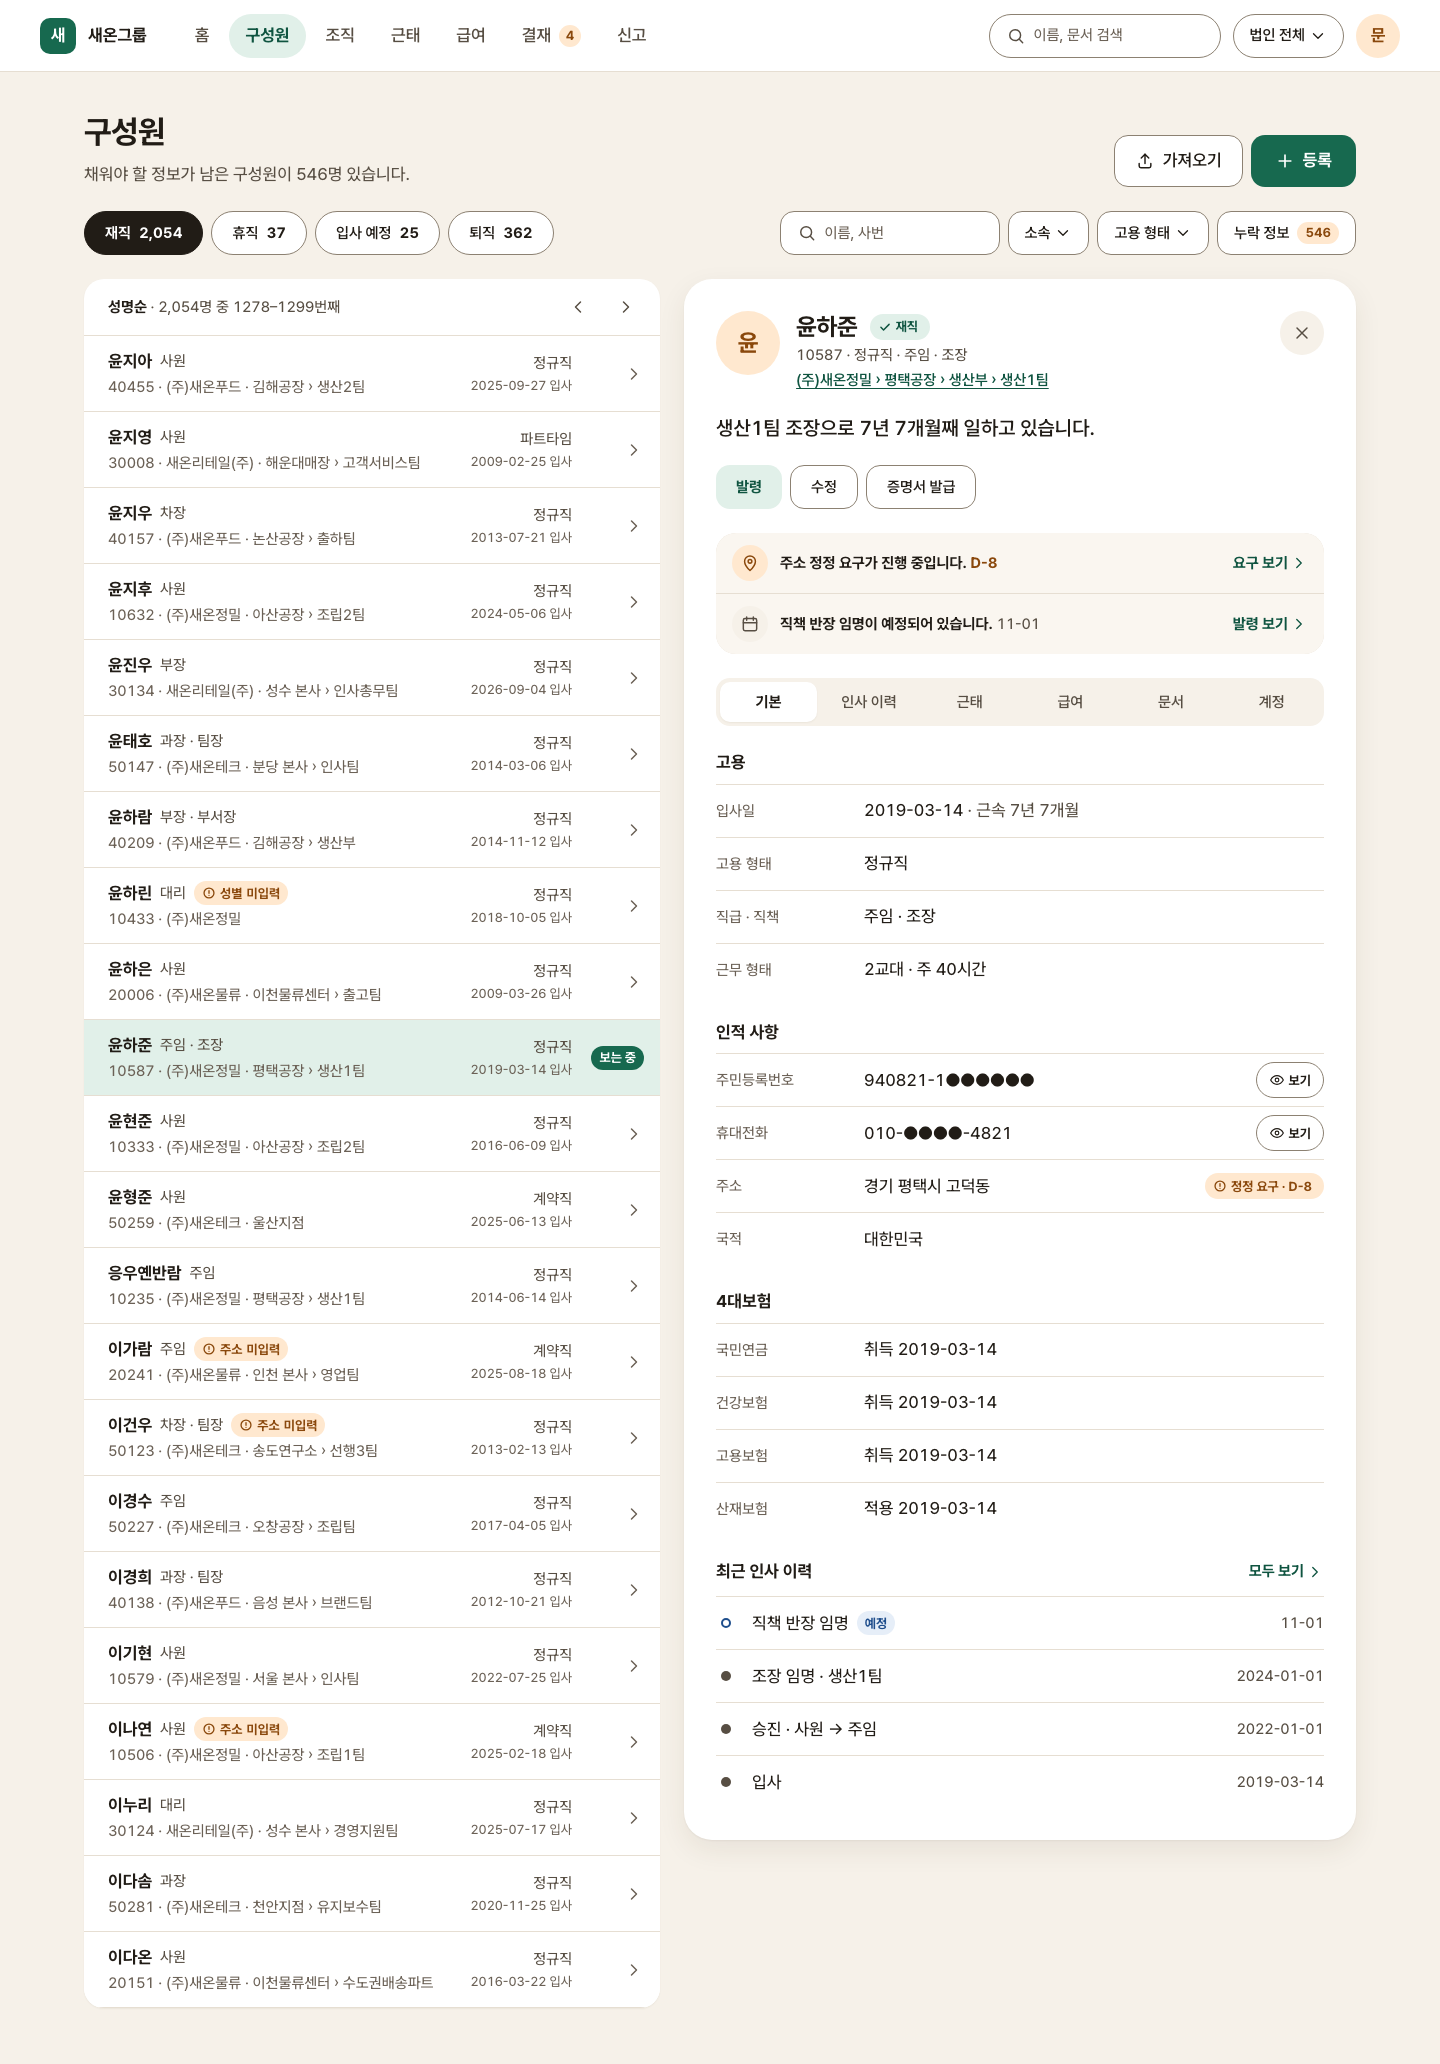 새 새온그룹 홈 구성원 조직 근태 급여 결재 4 신고 이름, 문서 검색 법인 전체 문
구성원
채워야 할 정보가 남은 구성원이 546명 있습니다.
가져오기 등록
재직 2,054 휴직 37 입사 예정 25 퇴직 362 이름, 사번 소속 고용 형태 누락 정보 546
성명순 · 2,054명 중 1278–1299번째
윤지아 사원 정규직
40455 · (주)새온푸드 · 김해공장 › 생산2팀 2025-09-27 입사
윤지영 사원 파트타임
30008 · 새온리테일(주) · 해운대매장 › 고객서비스팀 2009-02-25 입사
윤지우 차장 정규직
40157 · (주)새온푸드 · 논산공장 › 출하팀 2013-07-21 입사
윤지후 사원 정규직
10632 · (주)새온정밀 · 아산공장 › 조립2팀 2024-05-06 입사
윤진우 부장 정규직
30134 · 새온리테일(주) · 성수 본사 › 인사총무팀 2026-09-04 입사
윤태호 과장 · 팀장 정규직
50147 · (주)새온테크 · 분당 본사 › 인사팀 2014-03-06 입사
윤하람 부장 · 부서장 정규직
40209 · (주)새온푸드 · 김해공장 › 생산부 2014-11-12 입사
윤하린 대리 성별 미입력 정규직
10433 · (주)새온정밀 2018-10-05 입사
윤하은 사원 정규직
20006 · (주)새온물류 · 이천물류센터 › 출고팀 2009-03-26 입사
윤하준 주임 · 조장 정규직 보는 중
10587 · (주)새온정밀 · 평택공장 › 생산1팀 2019-03-14 입사
윤현준 사원 정규직
10333 · (주)새온정밀 · 아산공장 › 조립2팀 2016-06-09 입사
윤형준 사원 계약직
50259 · (주)새온테크 · 울산지점 2025-06-13 입사
응우옌반람 주임 정규직
10235 · (주)새온정밀 · 평택공장 › 생산1팀 2014-06-14 입사
이가람 주임 주소 미입력 계약직
20241 · (주)새온물류 · 인천 본사 › 영업팀 2025-08-18 입사
이건우 차장 · 팀장 주소 미입력 정규직
50123 · (주)새온테크 · 송도연구소 › 선행3팀 2013-02-13 입사
이경수 주임 정규직
50227 · (주)새온테크 · 오창공장 › 조립팀 2017-04-05 입사
이경희 과장 · 팀장 정규직
40138 · (주)새온푸드 · 음성 본사 › 브랜드팀 2012-10-21 입사
이기현 사원 정규직
10579 · (주)새온정밀 · 서울 본사 › 인사팀 2022-07-25 입사
이나연 사원 주소 미입력 계약직
10506 · (주)새온정밀 · 아산공장 › 조립1팀 2025-02-18 입사
이누리 대리 정규직
30124 · 새온리테일(주) · 성수 본사 › 경영지원팀 2025-07-17 입사
이다솜 과장 정규직
50281 · (주)새온테크 · 천안지점 › 유지보수팀 2020-11-25 입사
이다온 사원 정규직
20151 · (주)새온물류 · 이천물류센터 › 수도권배송파트 2016-03-22 입사
윤 윤하준 재직
10587 · 정규직 · 주임 · 조장
(주)새온정밀 › 평택공장 › 생산부 › 생산1팀
생산1팀 조장으로 7년 7개월째 일하고 있습니다.
발령 수정 증명서 발급
주소 정정 요구가 진행 중입니다. D-8 요구 보기
직책 반장 임명이 예정되어 있습니다. 11-01 발령 보기
기본 인사 이력 근태 급여 문서 계정
고용
입사일 2019-03-14 · 근속 7년 7개월
고용 형태 정규직
직급 · 직책 주임 · 조장
근무 형태 2교대 · 주 40시간
인적 사항
주민등록번호 940821-1●●●●●● 보기
휴대전화 010-●●●●-4821 보기
주소 경기 평택시 고덕동 정정 요구 · D-8
국적 대한민국
4대보험
국민연금 취득 2019-03-14
건강보험 취득 2019-03-14
고용보험 취득 2019-03-14
산재보험 적용 2019-03-14
최근 인사 이력 모두 보기
직책 반장 임명 예정 11-01
조장 임명 · 생산1팀 2024-01-01
승진 · 사원 → 주임 2022-01-01
입사 2019-03-14